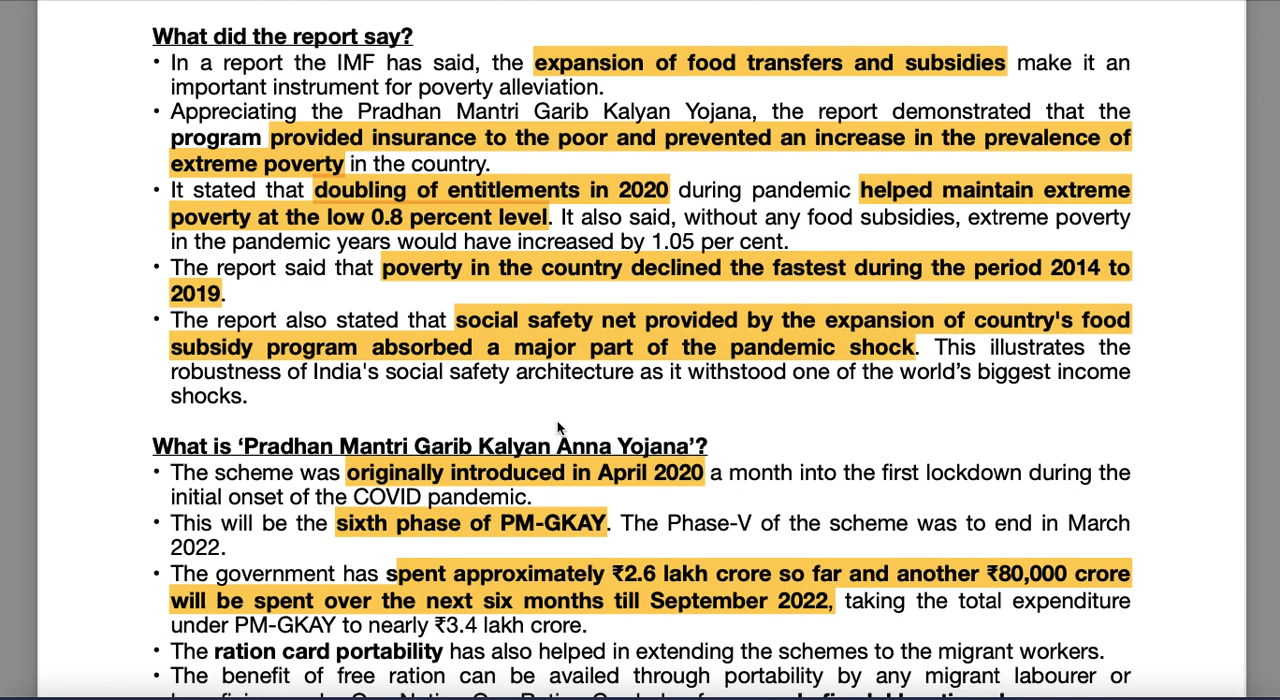 What did the report say?
• In a report the IMF has said, the expansion of food transfers and subsidies make it an
important instrument for poverty alleviation.
• Appreciating the Pradhan Mantri Garib Kalyan Yojana, the report demonstrated that the
program provided insurance to the poor and prevented an increase in the prevalence of
extreme poverty in the country.
• It stated that doubling of entitlements in 2020 during pandemic helped maintain extreme
poverty at the low 0.8 percent level. It also said, without any food subsidies, extreme poverty
in the pandemic years would have increased by 1.05 per cent.
• The report said that poverty in the country declined the fastest during the period 2014 to
2019.
• The report also stated that social safety net provided by the expansion of country's food
subsidy program absorbed a major part of the pandemic shock. This illustrates the
robustness of India's social safety architecture as it withstood one of the world’s biggest income
shocks.
What is ‘Pradhan Mantri Garib Kalyan Anna Yojana’?
• The scheme was originally introduced in April 2020 a month into the first lockdown during the
initial onset of the COVID pandemic.
• This will be the sixth phase of PM-GKAY. The Phase-V of the scheme was to end in March
2022.
• The government has spent approximately ₹2.6 lakh crore so far and another ₹80,000 crore
will be spent over the next six months till September 2022, taking the total expenditure
under PM-GKAY to nearly ₹3.4 lakh crore.
• The ration card portability has also helped in extending the schemes to the migrant workers.
• The benefit of free ration can be availed through portability by any migrant labourer or